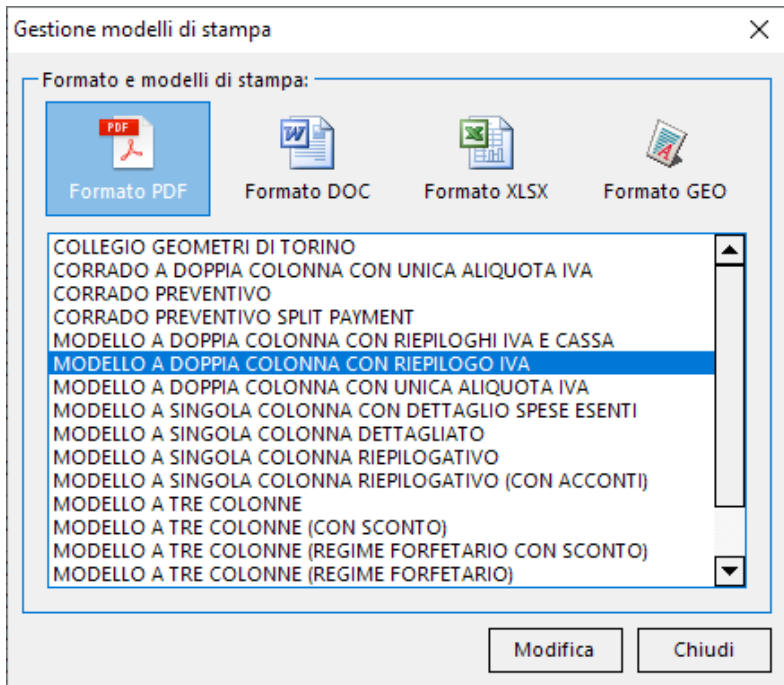 Gestione modelli di stampa
Formato e modelli di stampa:
PDF
W
X
A
Formato PDF
Formato DOC
Formato XLSX
Formato GEO
COLLEGIO GEOMETRI DI TORINO
CORRADO A DOPPIA COLONNA CON UNICA ALIQUOTA IVA
CORRADO PREVENTIVO
CORRADO PREVENTIVO SPLIT PAYMENT
MODELLO A DOPPIA COLONNA CON RIEPILOGHI IVA E CASSA
MODELLO A DOPPIA COLONNA CON RIEPILOGO IVA
MODELLO A DOPPIA COLONNA CON UNICA ALIQUOTA IVA
MODELLO A SINGOLA COLONNA CON DETTAGLIO SPESE ESENTI
MODELLO A SINGOLA COLONNA DETTAGLIATO
MODELLO A SINGOLA COLONNA RIEPILOGATIVO
MODELLO A SINGOLA COLONNA RIEPILOGATIVO (CON ACCONTI)
MODELLO A TRE COLONNE
MODELLO A TRE COLONNE (CON SCONTO)
MODELLO A TRE COLONNE (REGIME FORFETARIO CON SCONTO)
MODELLO A TRE COLONNE (REGIME FORFETARIO)
Modifica
Chiudi